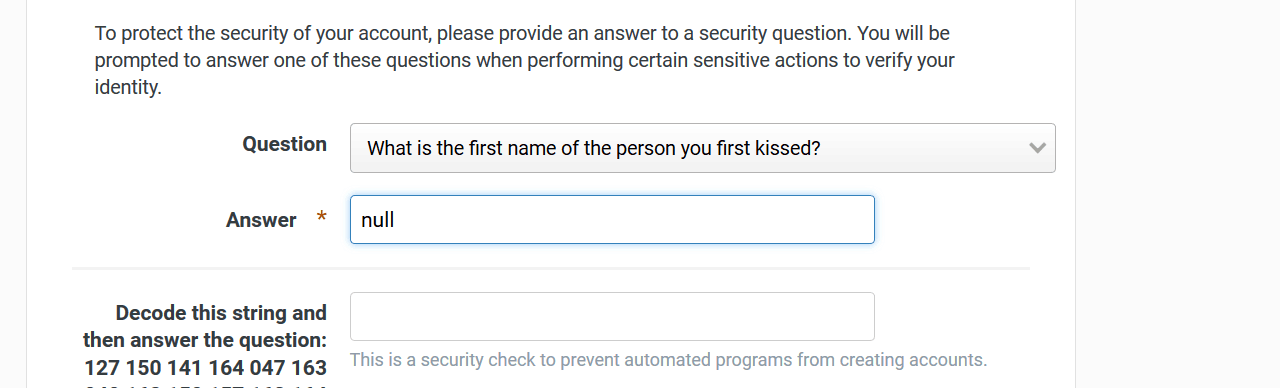 To protect the security of your account, please provide an answer to a security question. You will be
prompted to answer one of these questions when performing certain sensitive actions to verify your
identity.
Question
What is the first name of the person you first kissed?
Answer *
null
Decode this string and
then answer the question:
127 150 141 164 047 163
This is a security check to prevent automated programs from creating accounts.